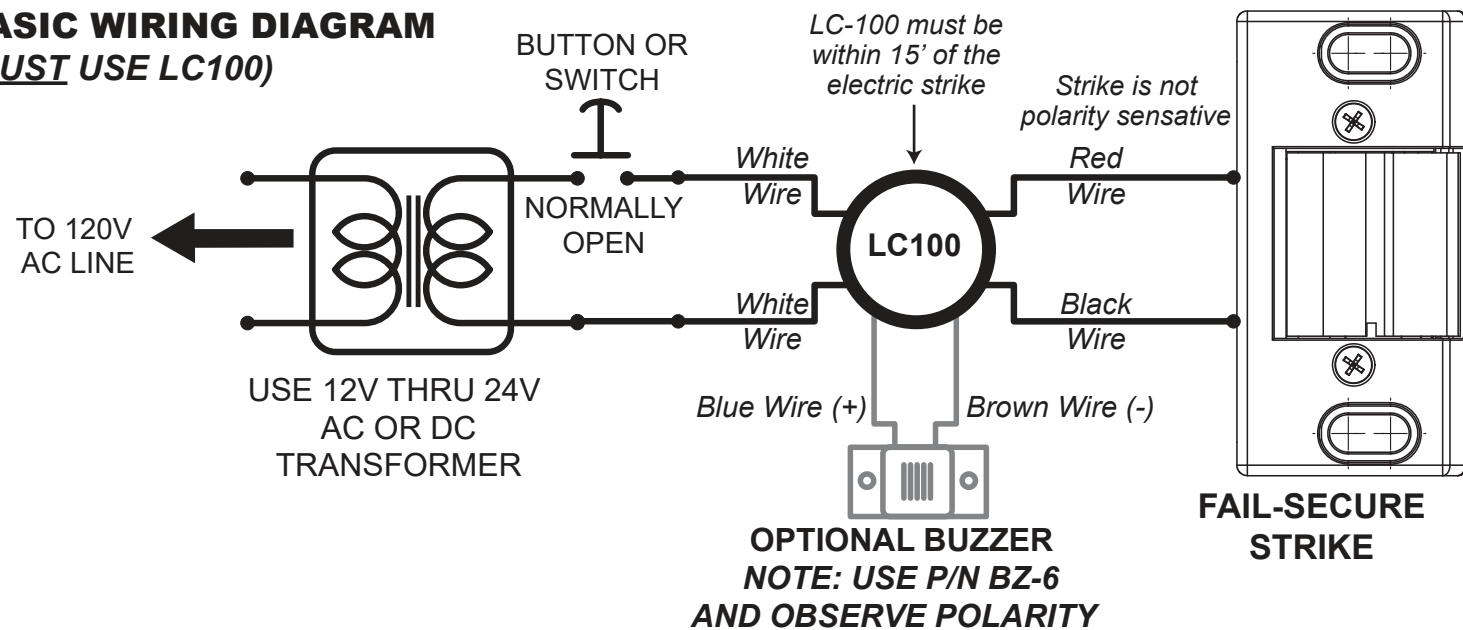 ASIC WIRING DIAGRAM
UST USE LC100)
BUTTON OR
SWITCH
LC-100 must be
within 15' of the
electric strike
Strike is not
polarity sensative
White
Wire
Red
Wire
NORMALLY
OPEN
TO 120V
AC LINE
LC100
White
Wire
Black
Wire
USE 12V THRU 24V
AC OR DC
TRANSFORMER
Blue Wire (+)
Brown Wire (-)
OPTIONAL BUZZER
NOTE: USE P/N BZ-6
AND OBSERVE POLARITY
FAIL-SECURE
STRIKE